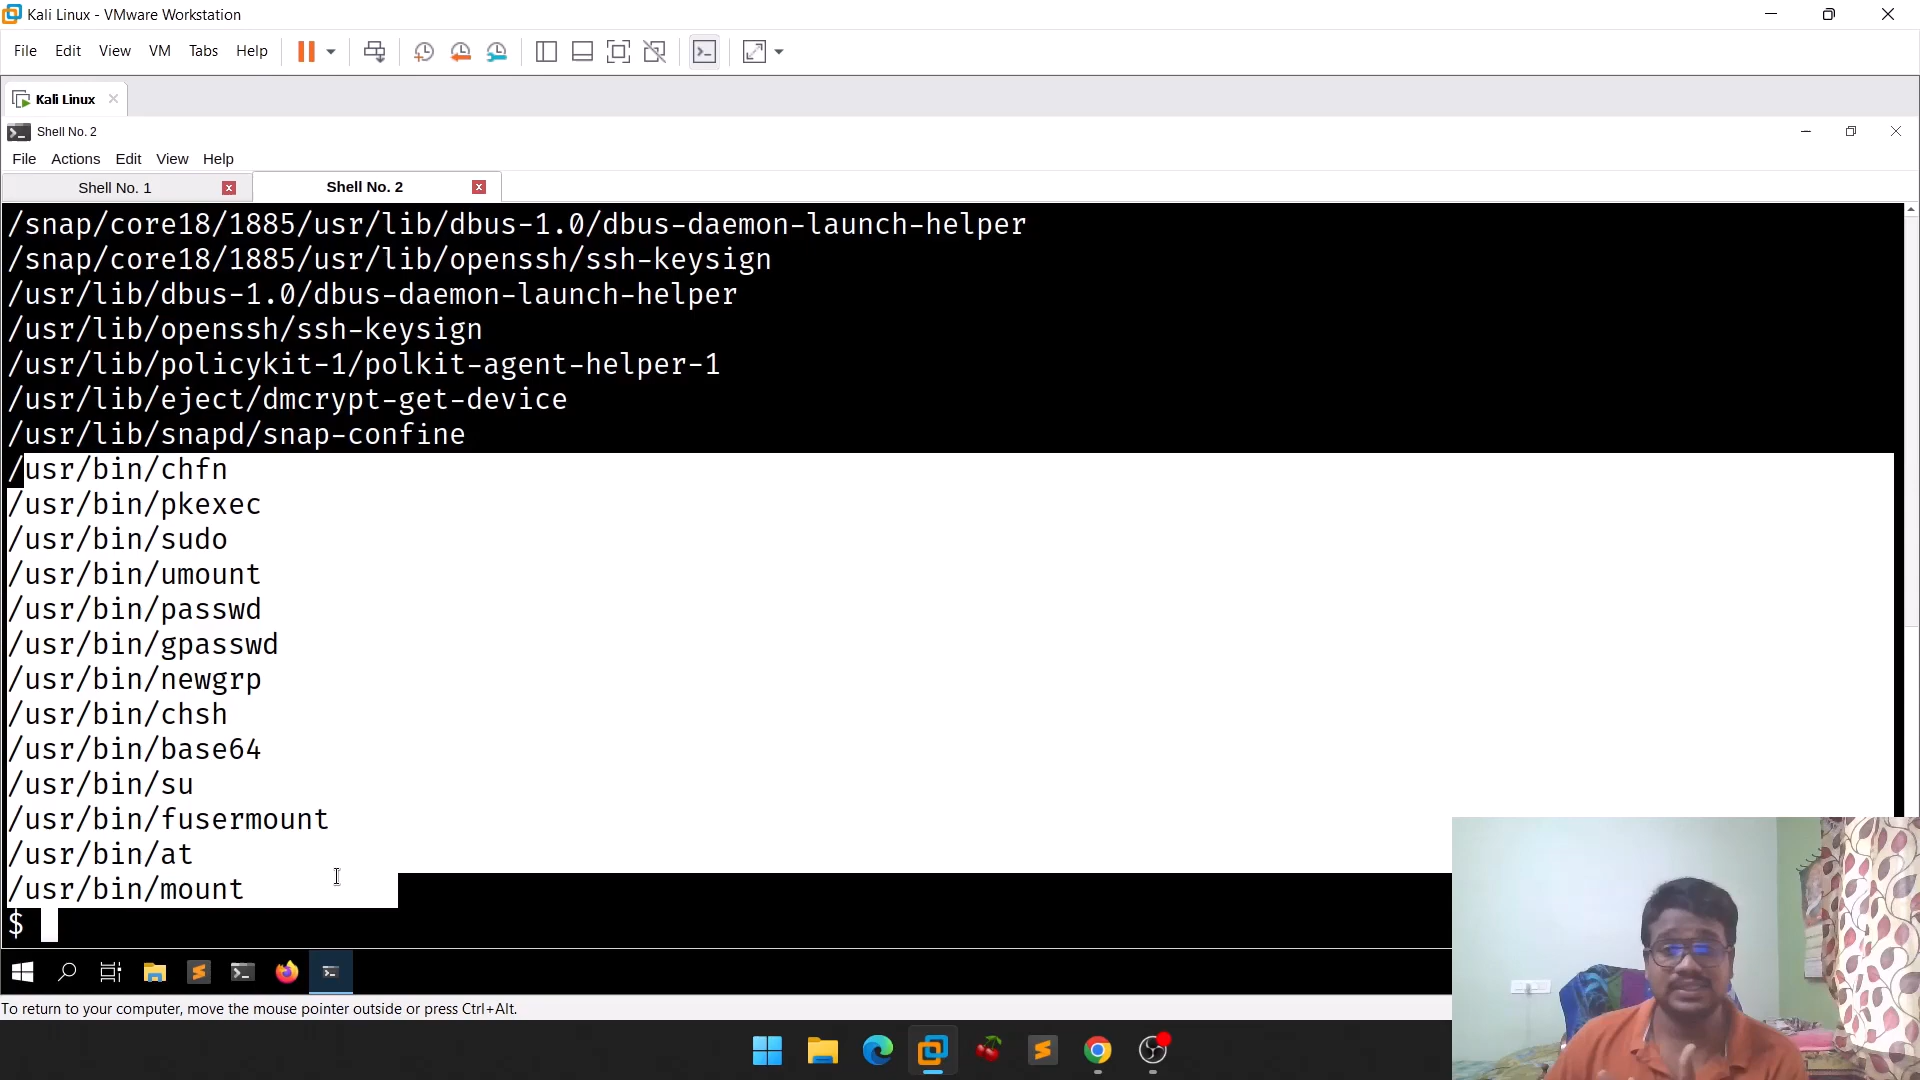 Kali Linux - VMware Workstation
File Edit View VM Tabs Help
Kali Linux
Shell No. 2
File Actions Edit View Help
Shell No. 1 Shell No. 2
/snap/core18/1885/usr/lib/dbus-1.0/dbus-daemon-launch-helper
/snap/core18/1885/usr/lib/openssh/ssh-keysign
/usr/lib/dbus-1.0/dbus-daemon-launch-helper
/usr/lib/openssh/ssh-keysign
/usr/lib/policykit-1/polkit-agent-helper-1
/usr/lib/eject/dmcrypt-get-device
/usr/lib/snapd/snap-confine
/usr/bin/chfn
/usr/bin/pkexec
/usr/bin/sudo
/usr/bin/umount
/usr/bin/passwd
/usr/bin/gpasswd
/usr/bin/newgrp
/usr/bin/chsh
/usr/bin/base64
/usr/bin/su
/usr/bin/fusermount
/usr/bin/at
/usr/bin/mount
$
To return to your computer, move the mouse pointer outside or press Ctrl+Alt.